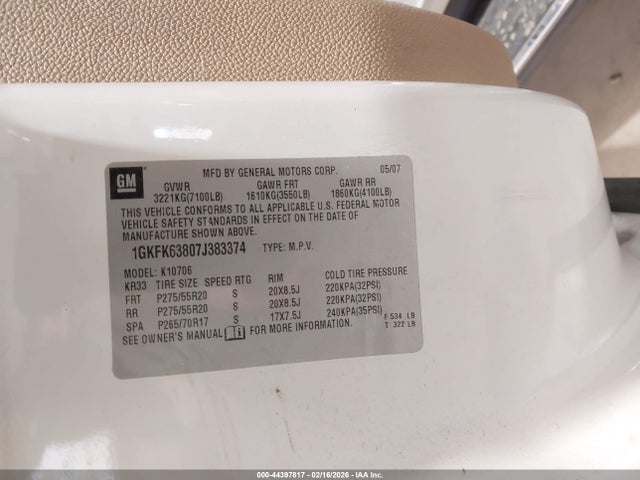 GM
MFD BY GENERAL MOTORS CORP. 05/07
GVWR GAWR FRT GAWR RR
3221KG(7100LB) 1610KG(3550LB) 1860KG(4100LB)
THIS VEHICLE CONFORMS TO ALL APPLICABLE U.S. FEDERAL MOTOR
VEHICLE SAFETY STANDARDS IN EFFECT ON THE DATE OF
MANUFACTURE SHOWN ABOVE.
1GKFK63807J383374 TYPE: M.P.V.
MODEL: K10706
KR33 TIRE SIZE SPEED RTG RIM COLD TIRE PRESSURE
FRT P275/55R20 S 20X8.5J 220KPA(32PSI)
RR P275/55R20 S 20X8.5J 220KPA(32PSI)
SPA P265/70R17 S 17X7.5J 240KPA(35PSI) F 534 LB
SEE OWNER'S MANUAL FOR MORE INFORMATION. T 322 LB
000-44397817 - 02/16/2026 - IAA Inc.